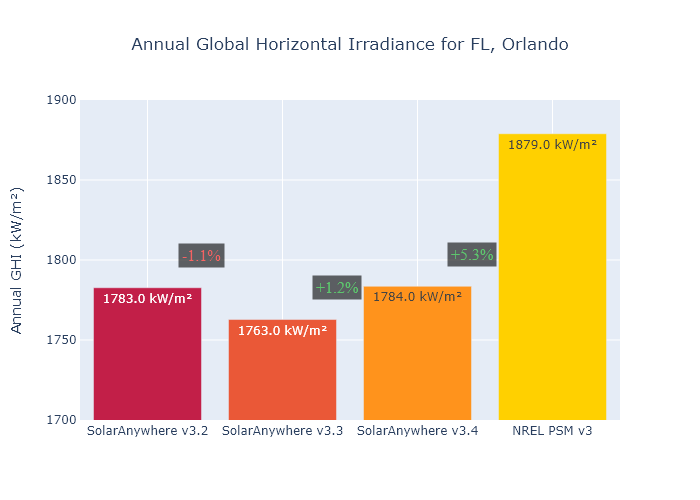 Annual Global Horizontal Irradiance for FL, Orlando
Annual GHI (kW/m²)
1900
1850
1800
1750
1700
1783.0 kW/m²
-1.1%
1763.0 kW/m²
+1.2%
1784.0 kW/m²
+5.3%
1879.0 kW/m²
SolarAnywhere v3.2
SolarAnywhere v3.3
SolarAnywhere v3.4
NREL PSM v3